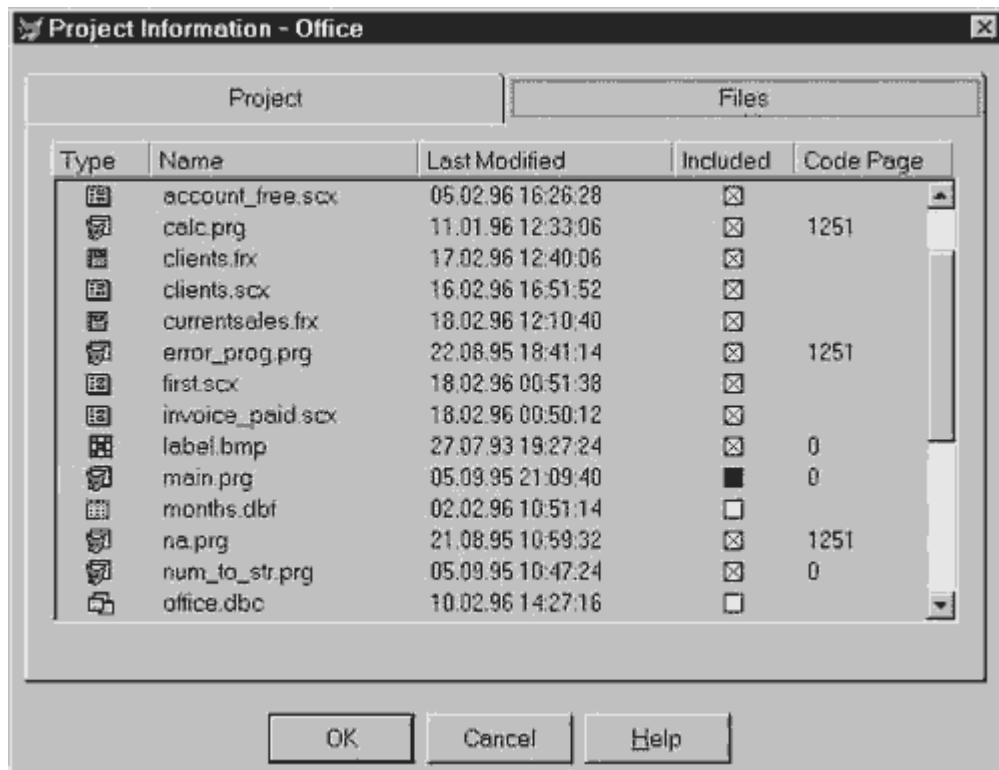 Project Information - Office
Project Files
Type Name Last Modified Included Code Page
account_free.scx 05.02.96 16:26:28
calc.prg 11.01.96 12:33:06 1251
clients.frx 17.02.96 12:40:06
clients.scx 16.02.96 16:51:52
currentsales.frx 18.02.96 12:10:40
error_prog.prg 22.08.95 18:41:14 1251
first.scx 18.02.96 00:51:38
invoice_paid.scx 18.02.96 00:50:12
label.bmp 27.07.93 19:27:24 0
main.prg 05.09.95 21:09:40 0
months.dbf 02.02.96 10:51:14
na.prg 21.08.95 10:59:32 1251
num_to_str.prg 05.09.95 10:47:24 0
office.dbc 10.02.96 14:27:16
OK Cancel Help